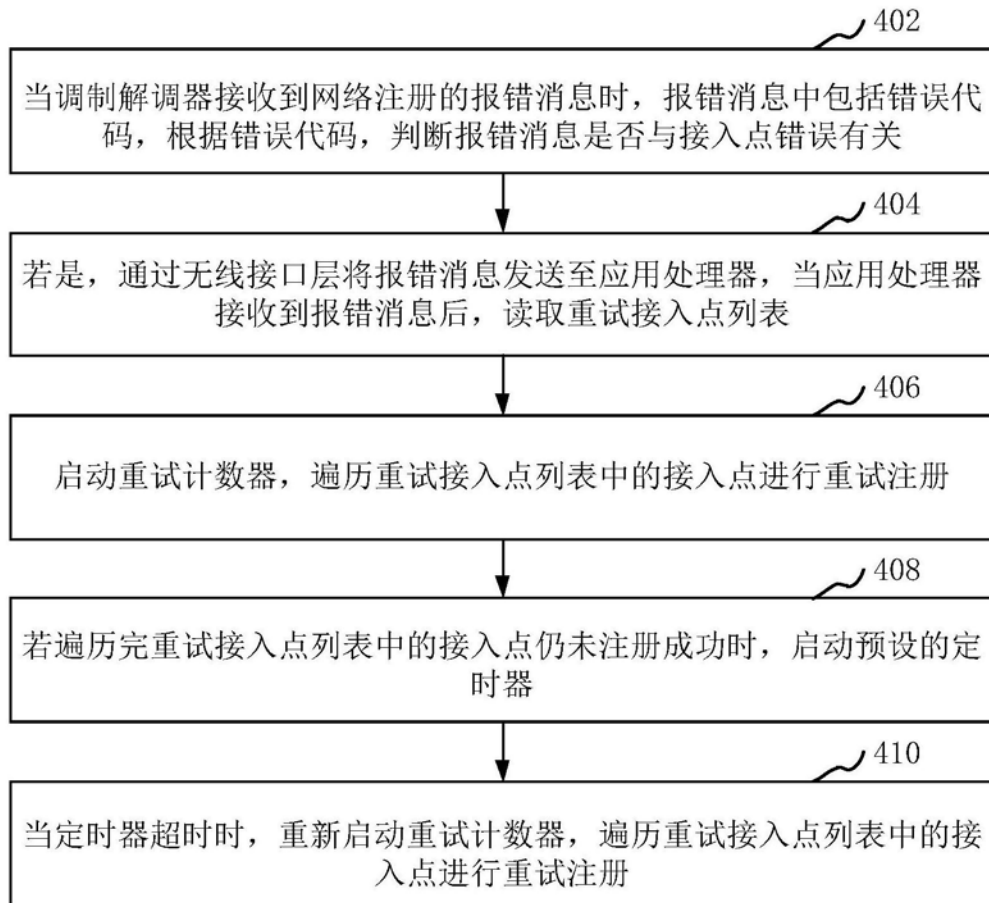 402
当调制解调器接收到网络注册的报错消息时，报错消息中包括错误代
码，根据错误代码，判断报错消息是否与接入点错误有关
404
若是，通过无线接口层将报错消息发送至应用处理器，当应用处理器
接收到报错消息后，读取重试接入点列表
406
启动重试计数器，遍历重试接入点列表中的接入点进行重试注册
408
若遍历完重试接入点列表中的接入点仍未注册成功时，启动预设的定
时器
410
当定时器超时时，重新启动重试计数器，遍历重试接入点列表中的接
入点进行重试注册